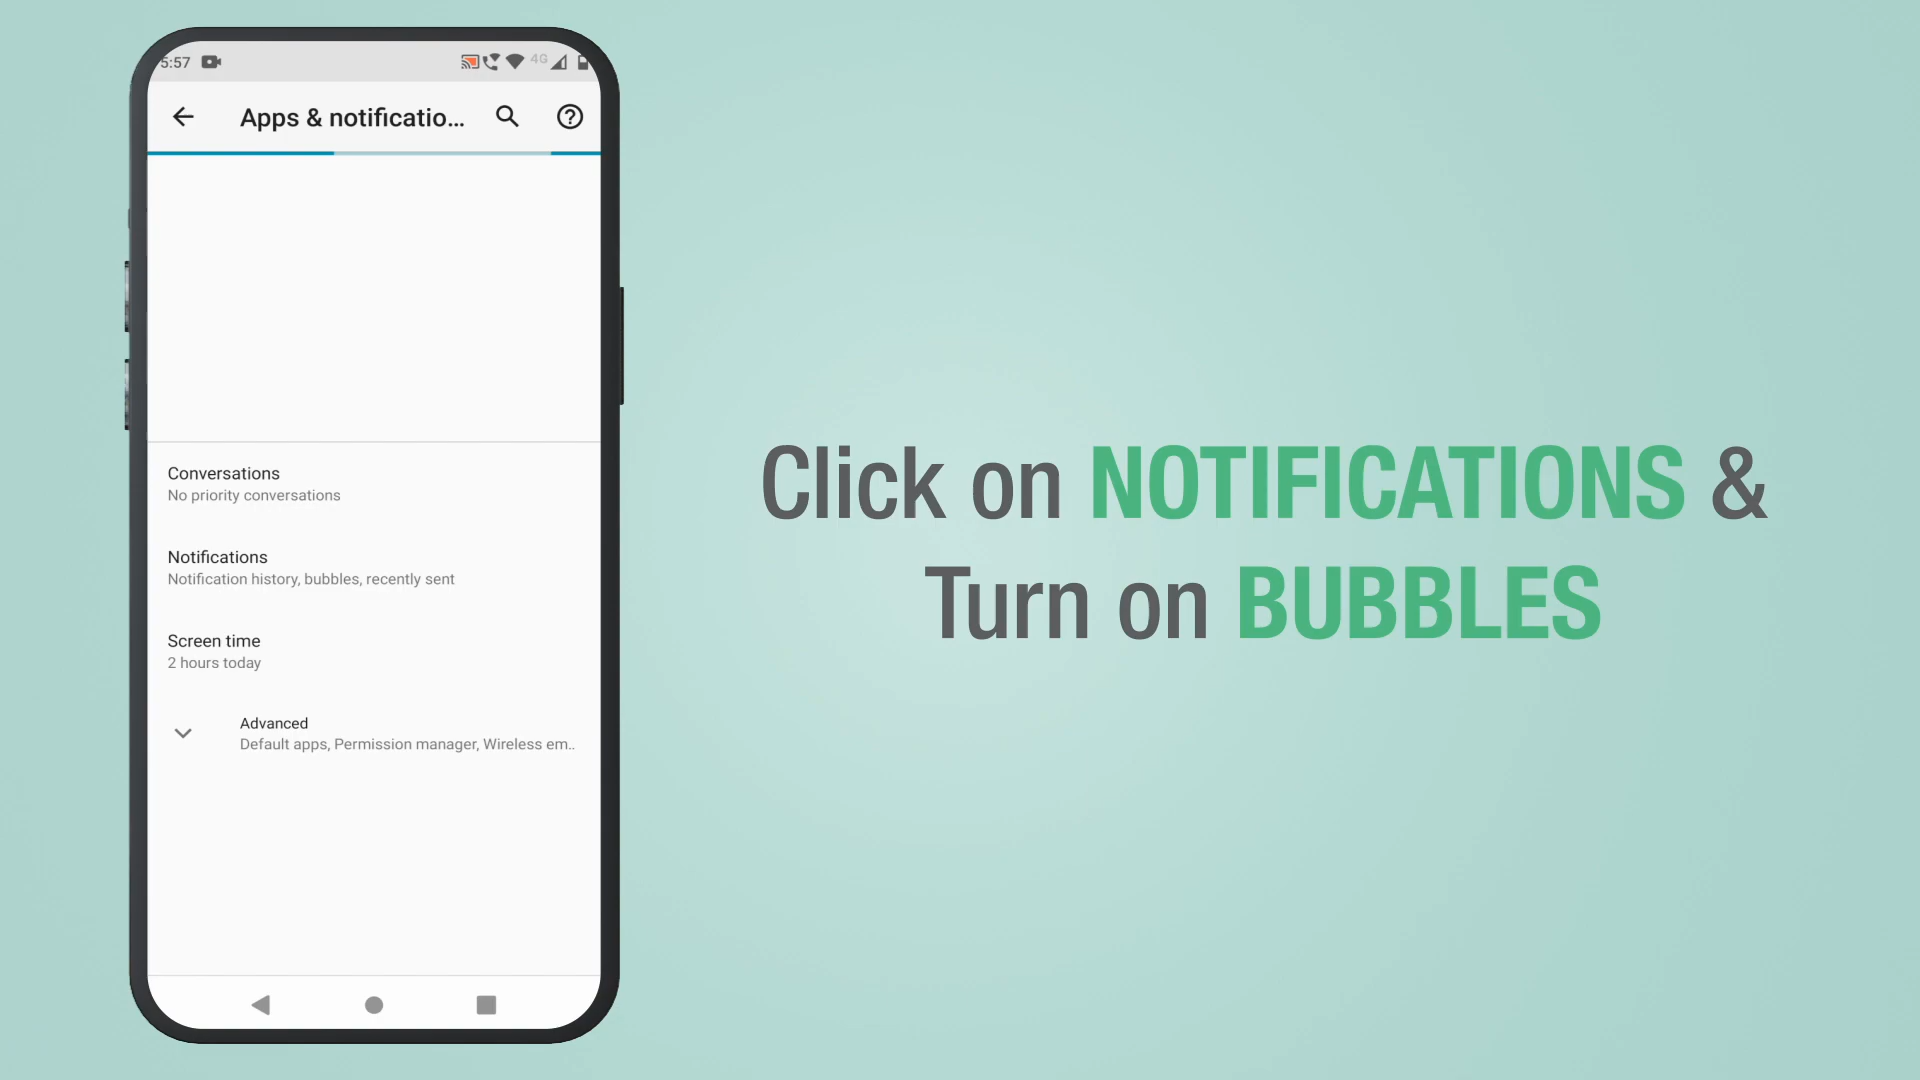 5:57
4G
Apps & notificatio...
Conversations
No priority conversations
Notifications
Notification history, bubbles, recently sent
Screen time
2 hours today
Advanced
Default apps, Permission manager, Wireless em..
Click on NOTIFICATIONS &
Turn on BUBBLES